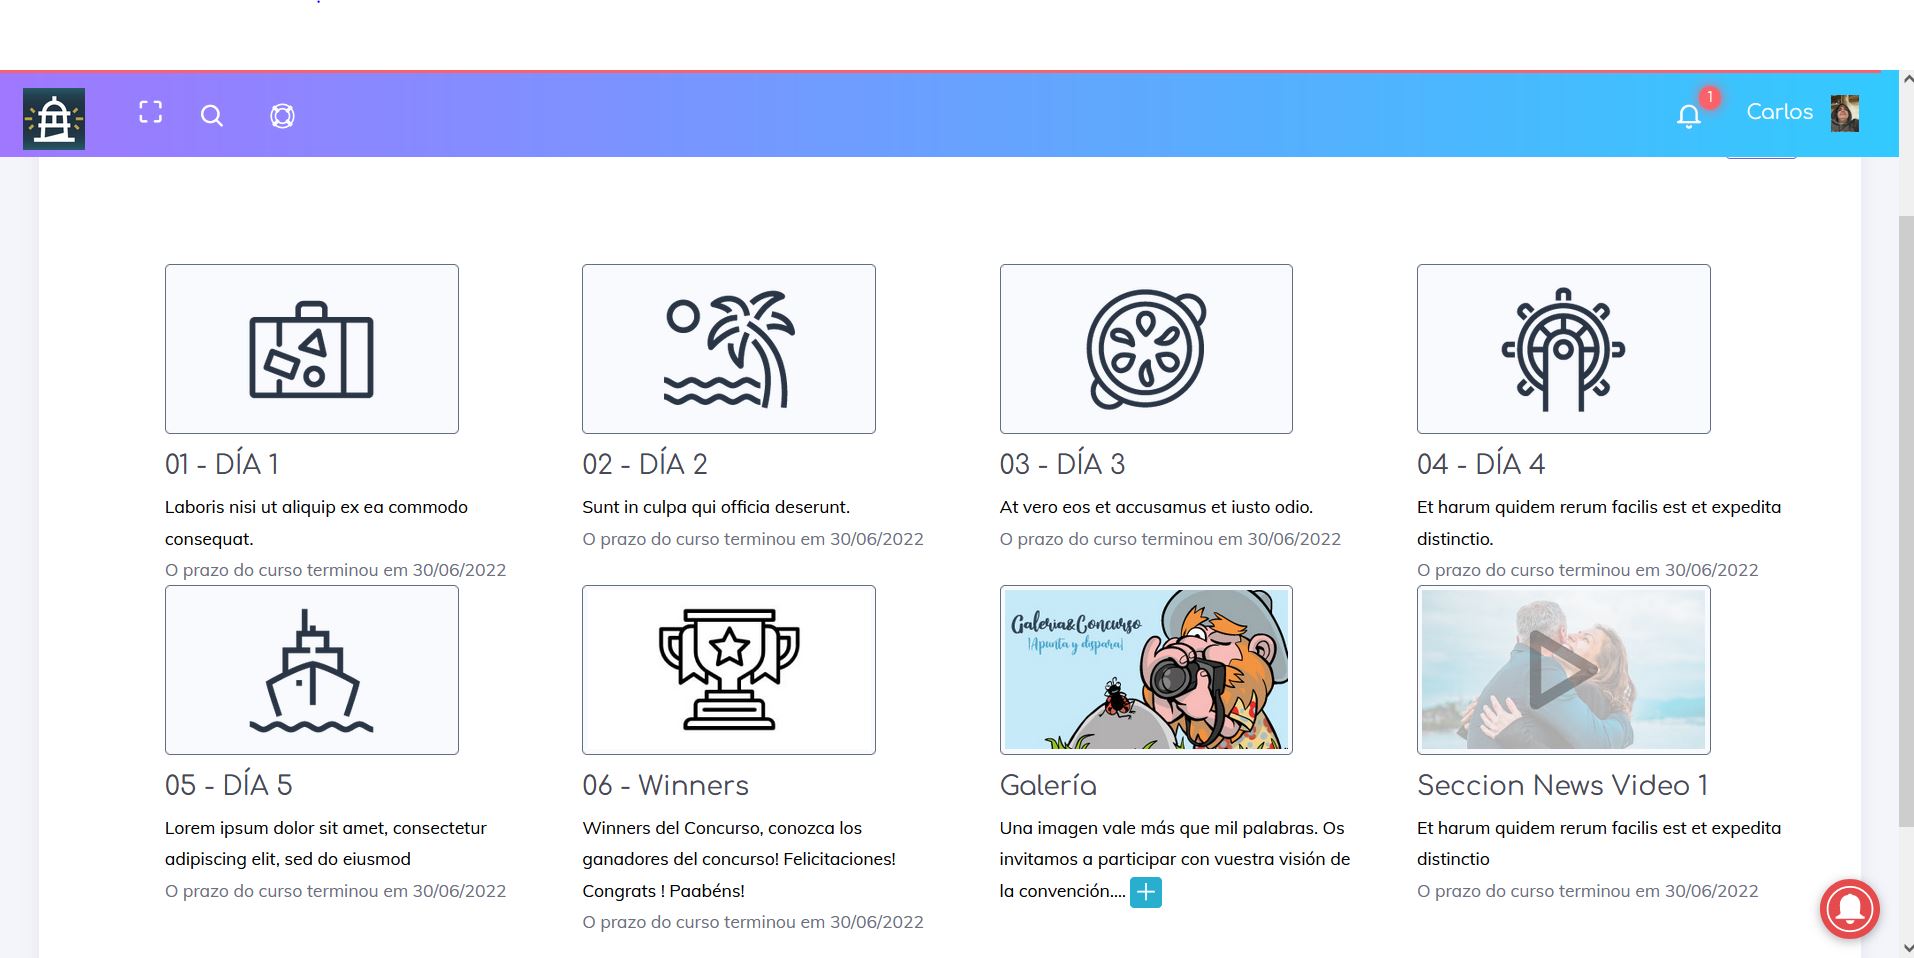 1
Carlos
01 - DÍA 1
Laboris nisi ut aliquip ex ea commodo
consequat.
O prazo do curso terminou em 30/06/2022
02 - DÍA 2
Sunt in culpa qui officia deserunt.
O prazo do curso terminou em 30/06/2022
03 - DÍA 3
At vero eos et accusamus et iusto odio.
O prazo do curso terminou em 30/06/2022
04 - DÍA 4
Et harum quidem rerum facilis est et expedita
distinctio.
O prazo do curso terminou em 30/06/2022
05 - DÍA 5
Lorem ipsum dolor sit amet, consectetur
adipiscing elit, sed do eiusmod
O prazo do curso terminou em 30/06/2022
06 - Winners
Winners del Concurso, conozca los
ganadores del concurso! Felicitaciones!
Congrats ! Paabéns!
O prazo do curso terminou em 30/06/2022
Galeria&Concurso
¡Apunta y dispara!
Galería
Una imagen vale más que mil palabras. Os
invitamos a participar con vuestra visión de
la convención....
Seccion News Video 1
Et harum quidem rerum facilis est et expedita
distinctio
O prazo do curso terminou em 30/06/2022